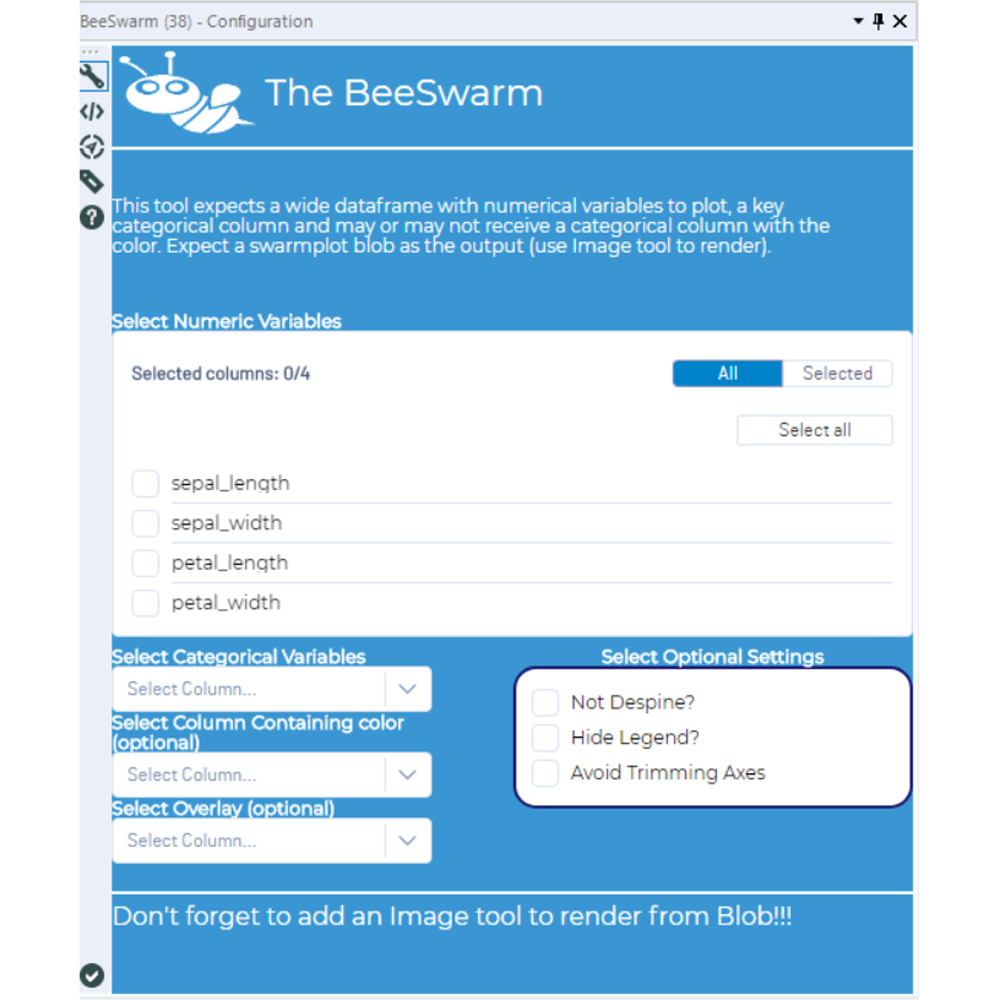 BeeSwarm (38) - Configuration
The BeeSwarm
This tool expects a wide dataframe with numerical variables to plot, a key
categorical column and may or may not receive a categorical column with the
color. Expect a swarmplot blob as the output (use Image tool to render).
Select Numeric Variables
Selected columns: 0/4
All
Selected
Select all
sepal_length
sepal_width
petal_length
petal_width
Select Categorical Variables
Select Column...
Select Column Containing color
(optional)
Select Column...
Select Overlay (optional)
Select Column...
Select Optional Settings
Not Despine?
Hide Legend?
Avoid Trimming Axes
Don't forget to add an Image tool to render from Blob!!!